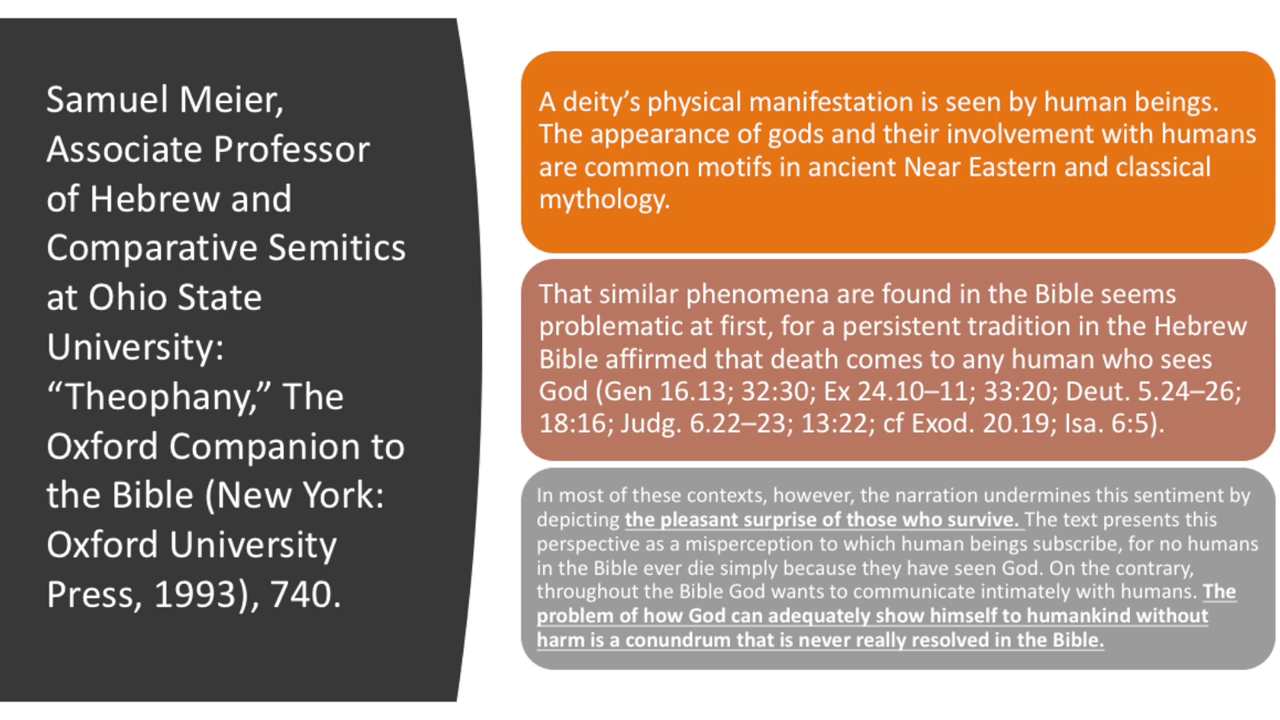 Samuel Meier,
Associate Professor
of Hebrew and
Comparative Semitics
at Ohio State
University:
“Theophany,” The
Oxford Companion to
the Bible (New York:
Oxford University
Press, 1993), 740.
A deity’s physical manifestation is seen by human beings.
The appearance of gods and their involvement with humans
are common motifs in ancient Near Eastern and classical
mythology.
That similar phenomena are found in the Bible seems
problematic at first, for a persistent tradition in the Hebrew
Bible affirmed that death comes to any human who sees
God (Gen 16.13; 32:30; Ex 24.10–11; 33:20; Deut. 5.24–26;
18:16; Judg. 6.22–23; 13:22; cf Exod. 20.19; Isa. 6:5).
In most of these contexts, however, the narration undermines this sentiment by
depicting the pleasant surprise of those who survive. The text presents this
perspective as a misperception to which human beings subscribe, for no humans
in the Bible ever die simply because they have seen God. On the contrary,
throughout the Bible God wants to communicate intimately with humans. The
problem of how God can adequately show himself to humankind without
harm is a conundrum that is never really resolved in the Bible.